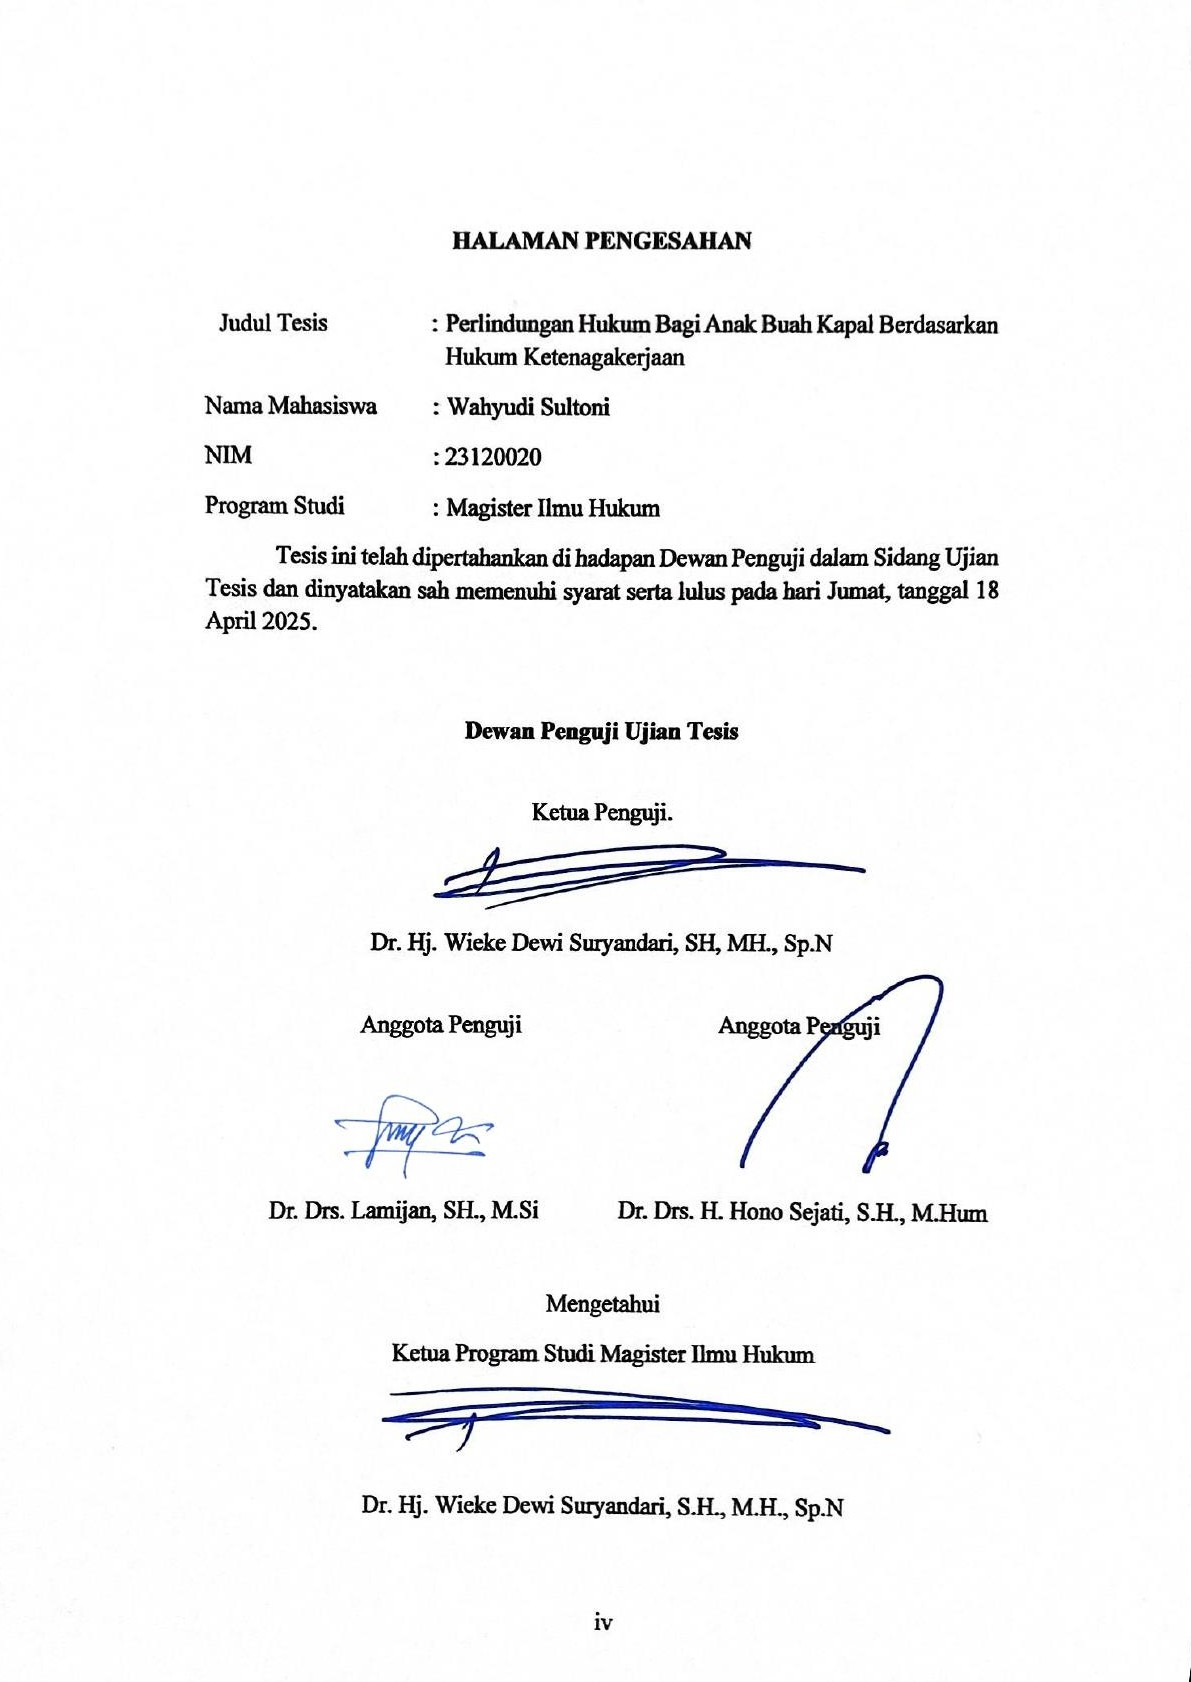 HALAMAN PENGESAHAN
Judul Tesis : Perlindungan Hukum Bagi Anak Buah Kapal Berdasarkan
Hukum Ketenagakerjaan
Nama Mahasiswa : Wahyudi Sultoni
NIM : 23120020
Program Studi : Magister Ilmu Hukum
Tesis ini telah dipertahankan di hadapan Dewan Penguji dalam Sidang Ujian
Tesis dan dinyatakan sah memenuhi syarat serta lulus pada hari Jumat, tanggal 18
April 2025.
Dewan Penguji Ujian Tesis
Ketua Penguji.
Dr. Hj. Wieke Dewi Suryandari, SH, MH., Sp.N
Anggota Penguji Anggota Penguji
Dr. Drs. Lamijan, SH., M.Si Dr. Drs. H. Hono Sejati, S.H., M.Hum
Mengetahui
Ketua Program Studi Magister Ilmu Hukum
Dr. Hj. Wieke Dewi Suryandari, S.H., M.H., Sp.N
iv